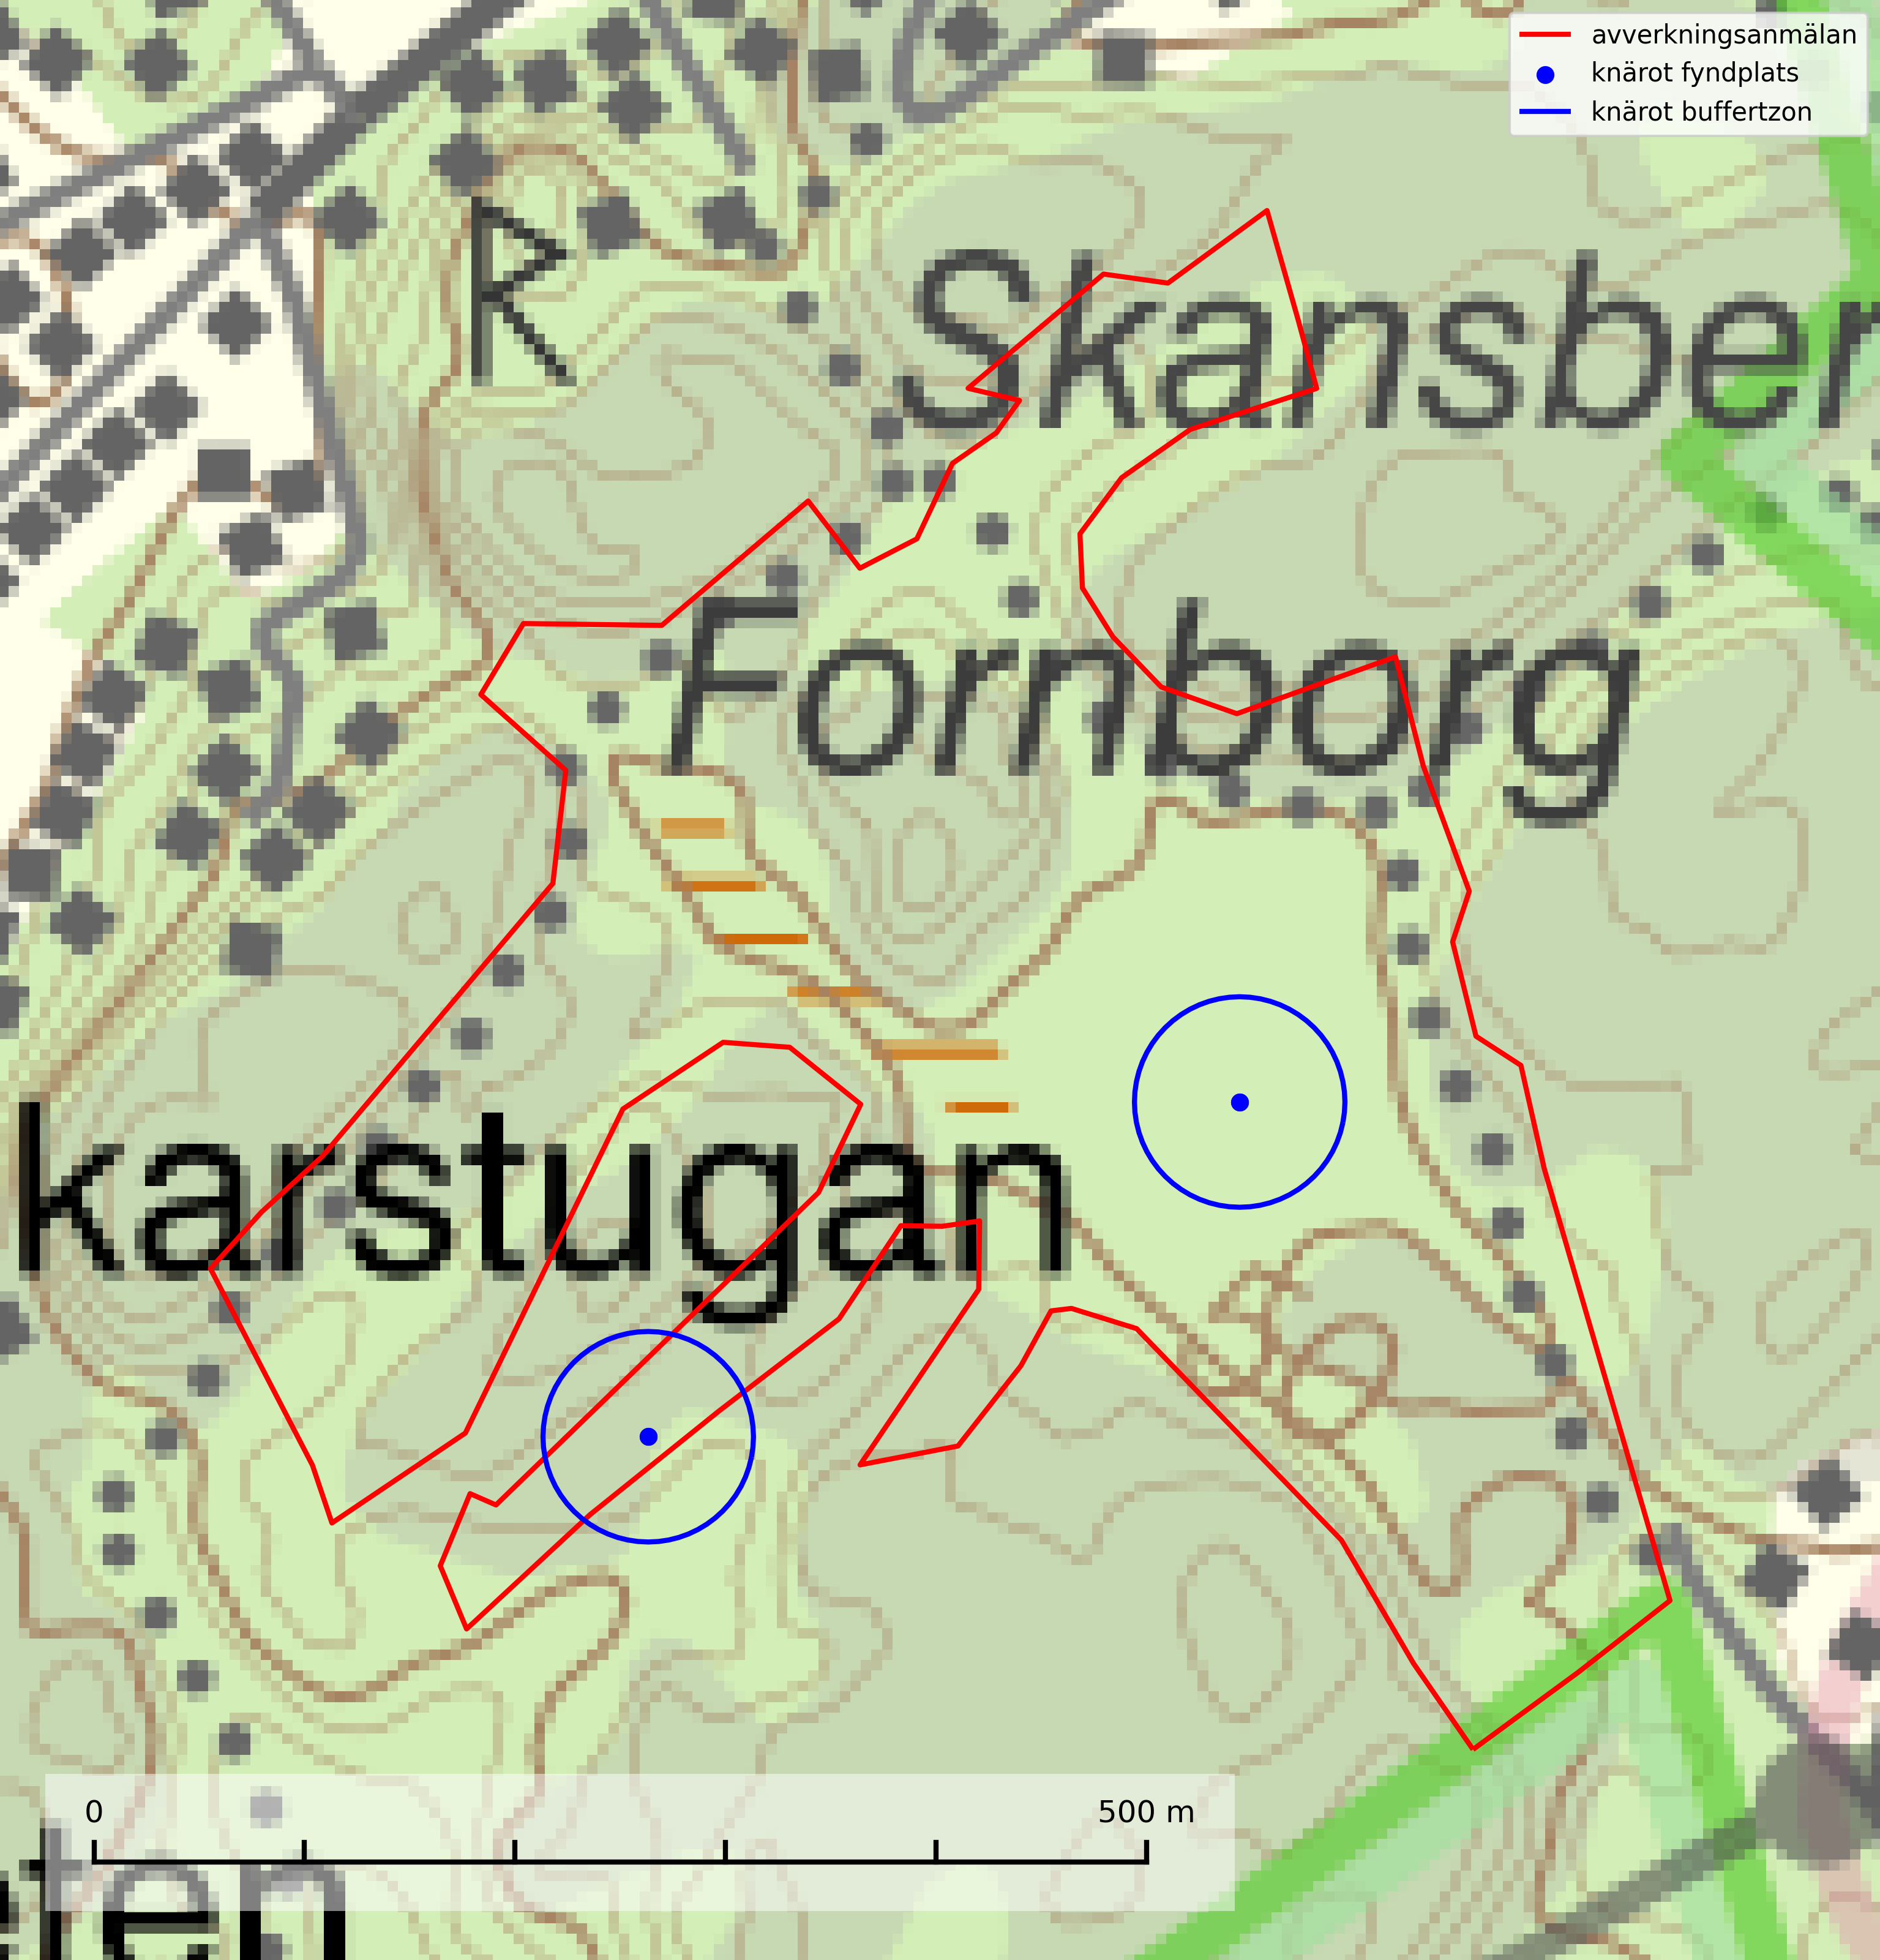 avverkningsanmälan
knärot fyndplats
knärot buffertzon
R
Skansber
Fornborg
karstugan
0 500 m